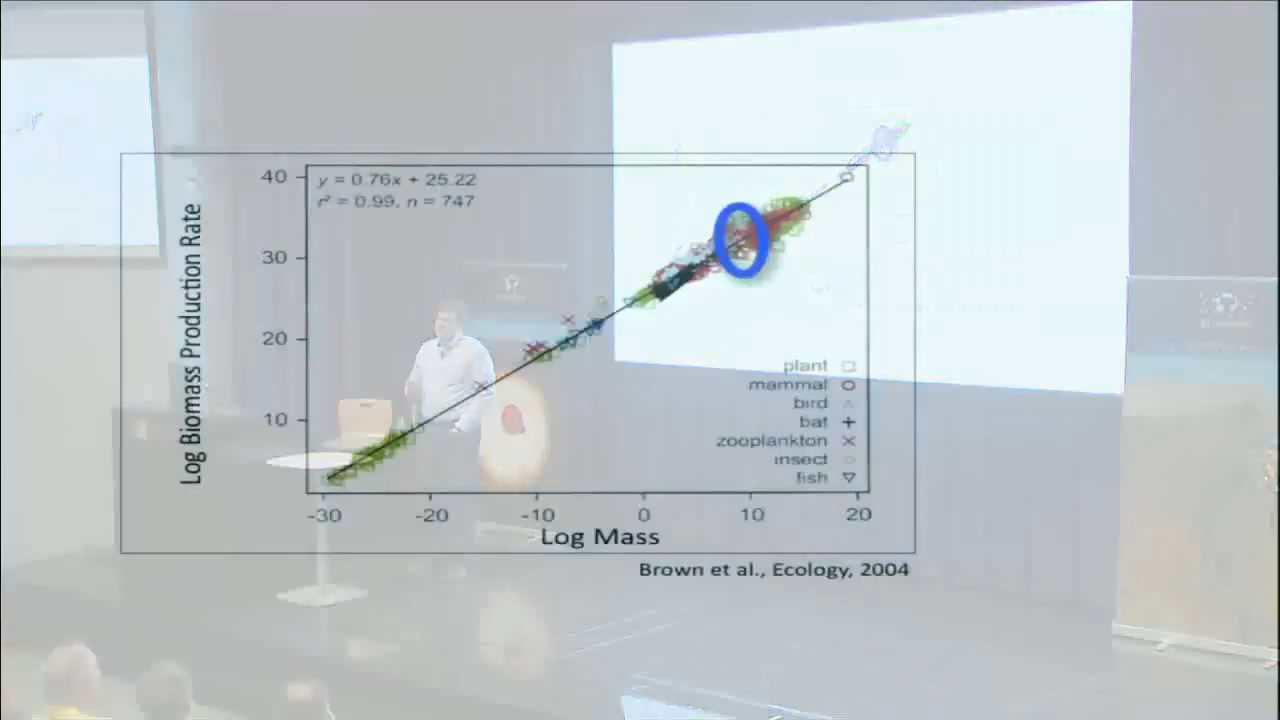 Log Biomass Production Rate
40
30
20
10
y = 0.76x + 25.22
r² = 0.99, n = 747
plant
mammal
bird
bat
zooplankton
insect
fish
-30 -20 -10 0 10 20
Log Mass
Brown et al., Ecology, 2004